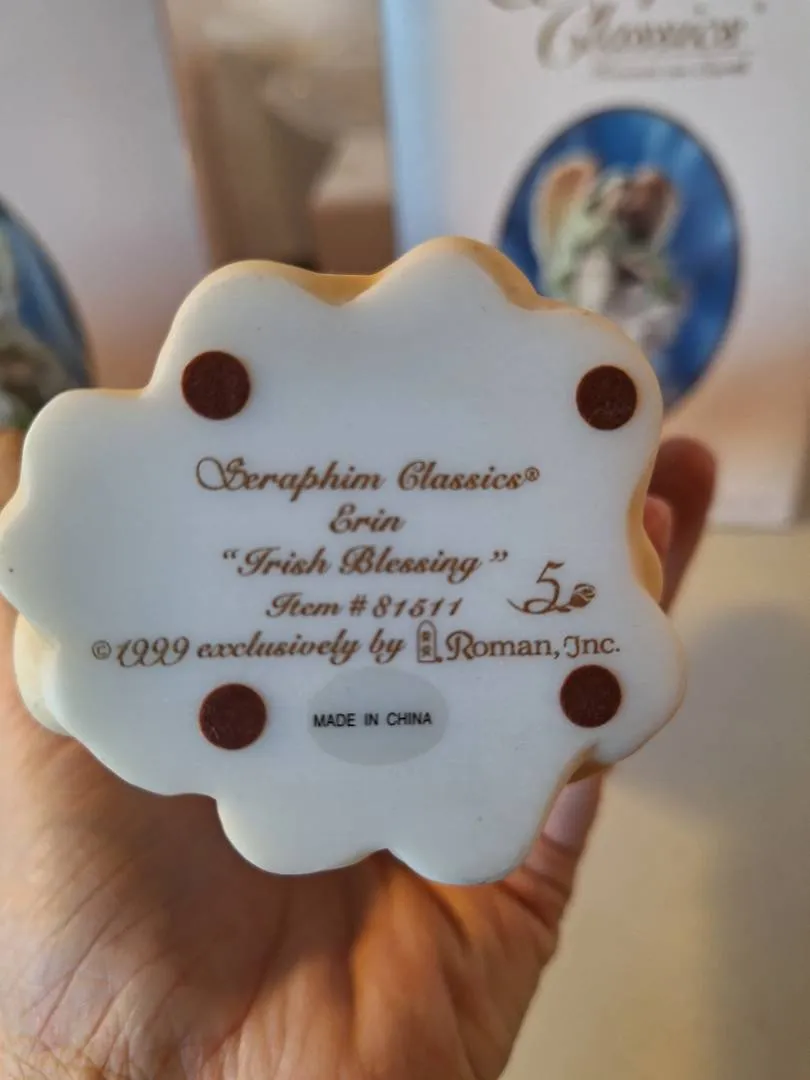 Classics
Seraphim Classics®
Erin
“Irish Blessing”
Item # 81511
5
©1999 exclusively by Roman, Inc.
MADE IN CHINA